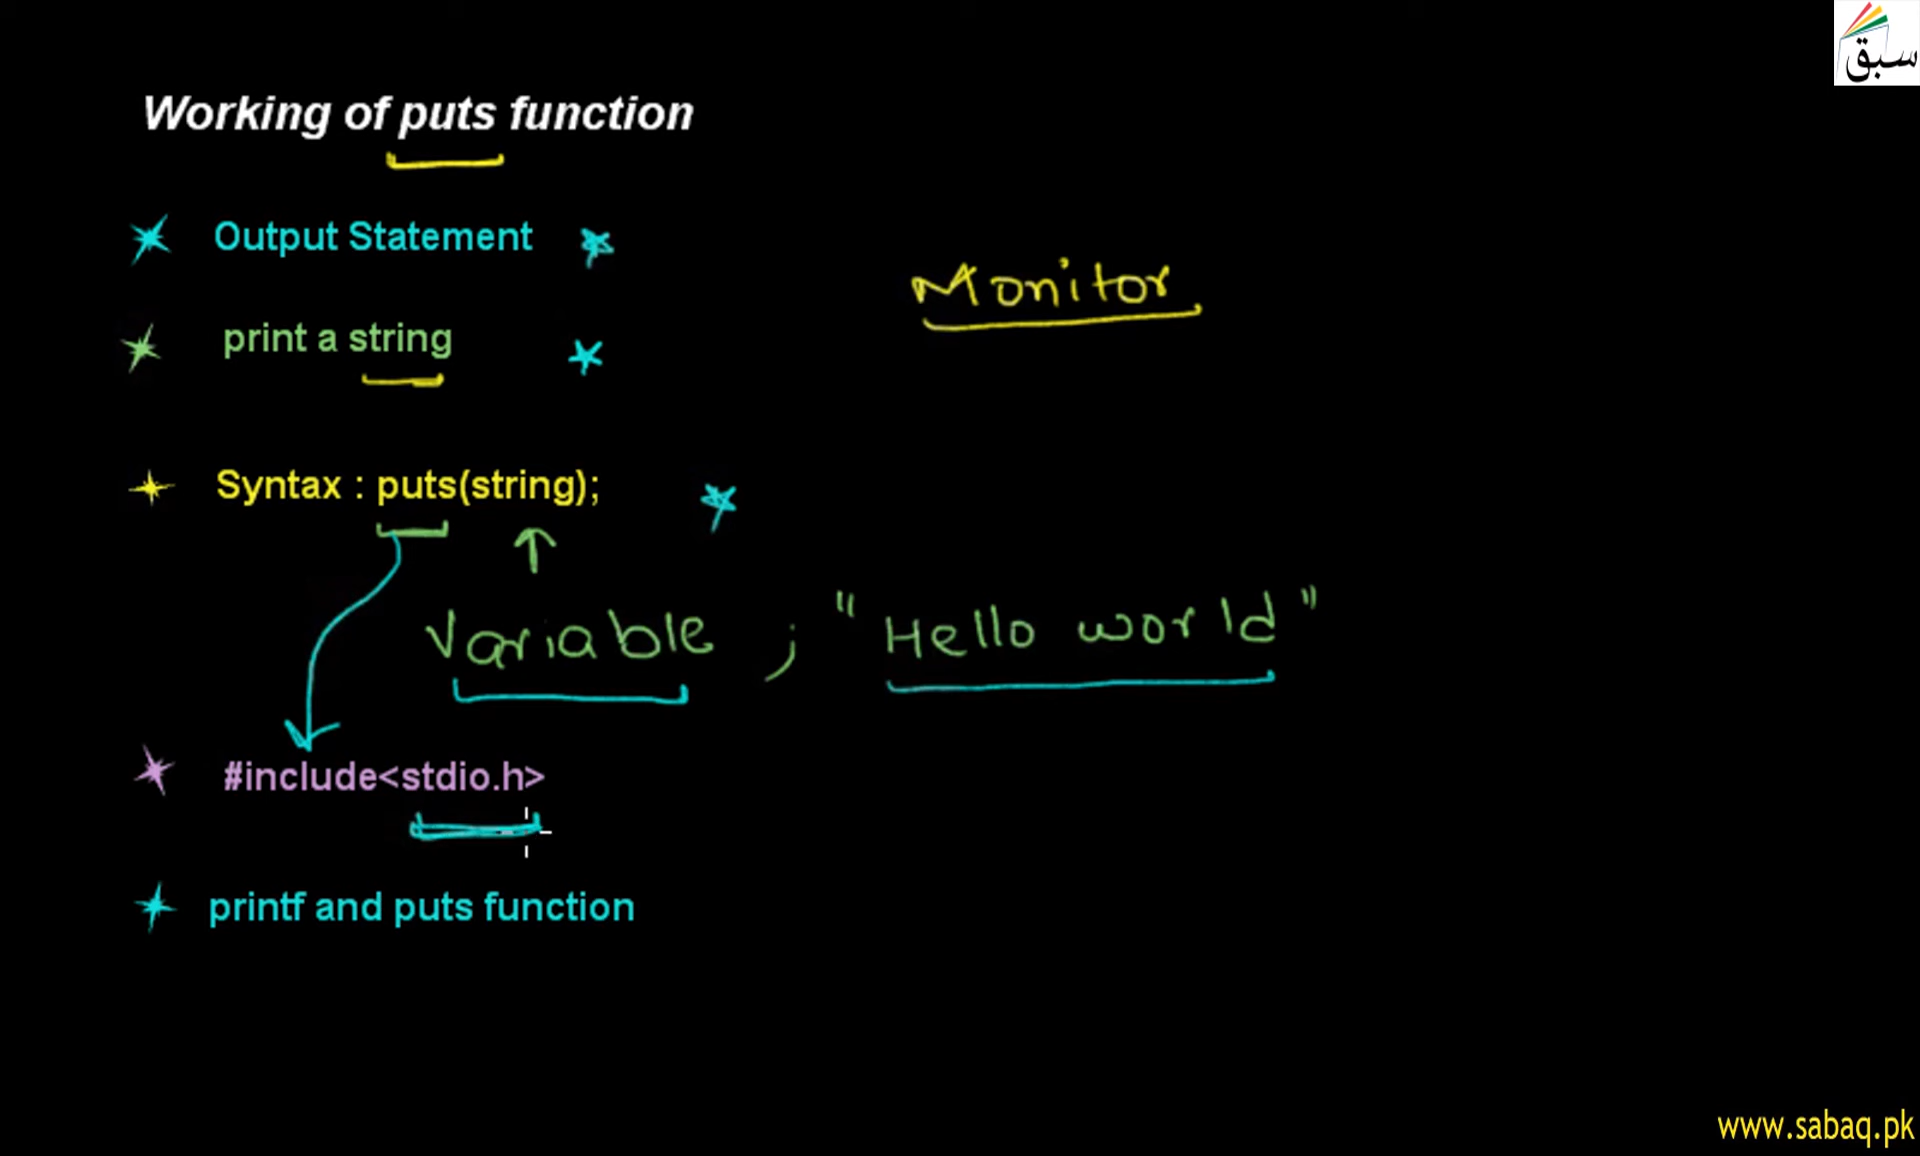 سبق
Working of puts function
Output Statement
Monitor
print a string
Syntax : puts(string);
Variable ; "Hello world"
#include<stdio.h>
printf and puts function
www.sabaq.pk